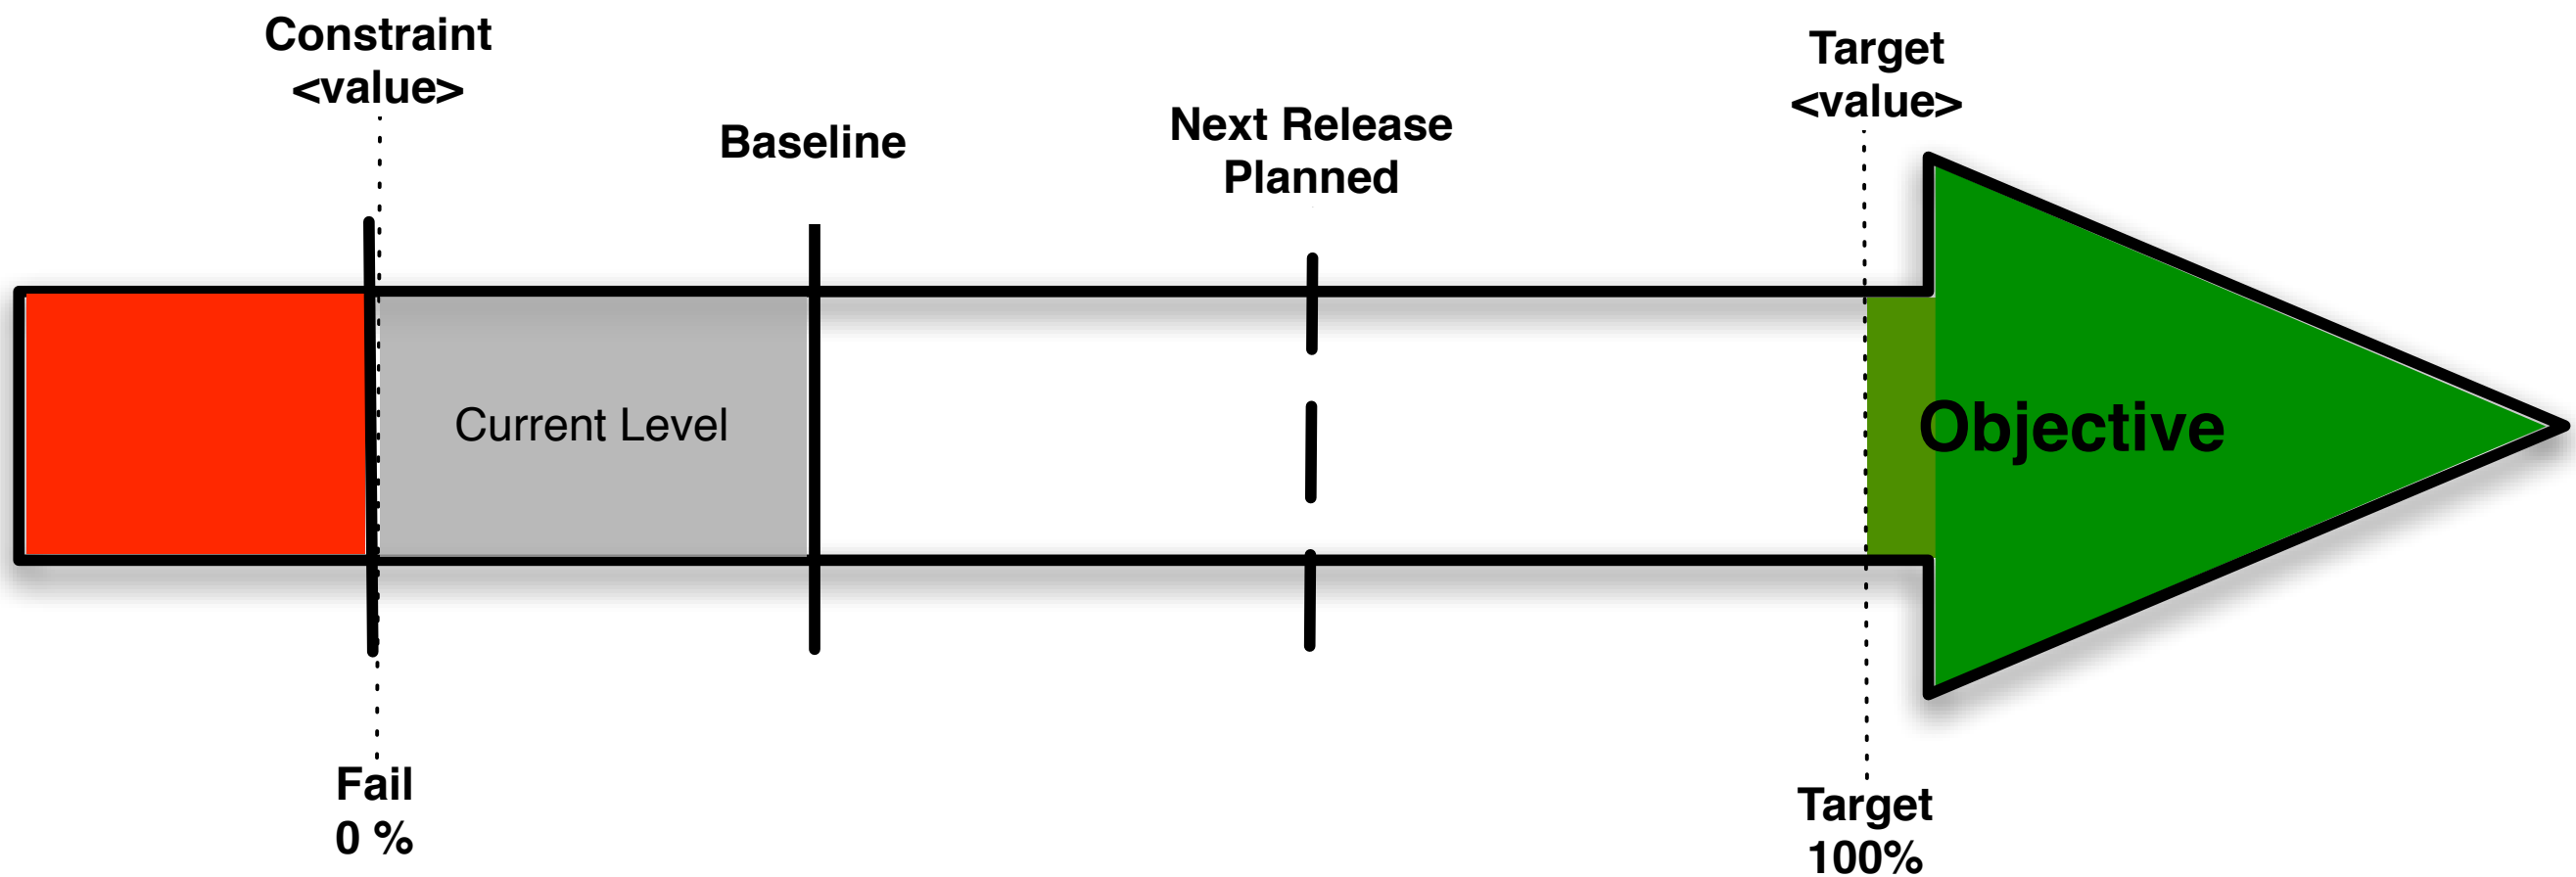 Constraint
<value>
Baseline
Next Release
Planned
Target
<value>
Current Level
Objective
Fail
0 %
Target
100%